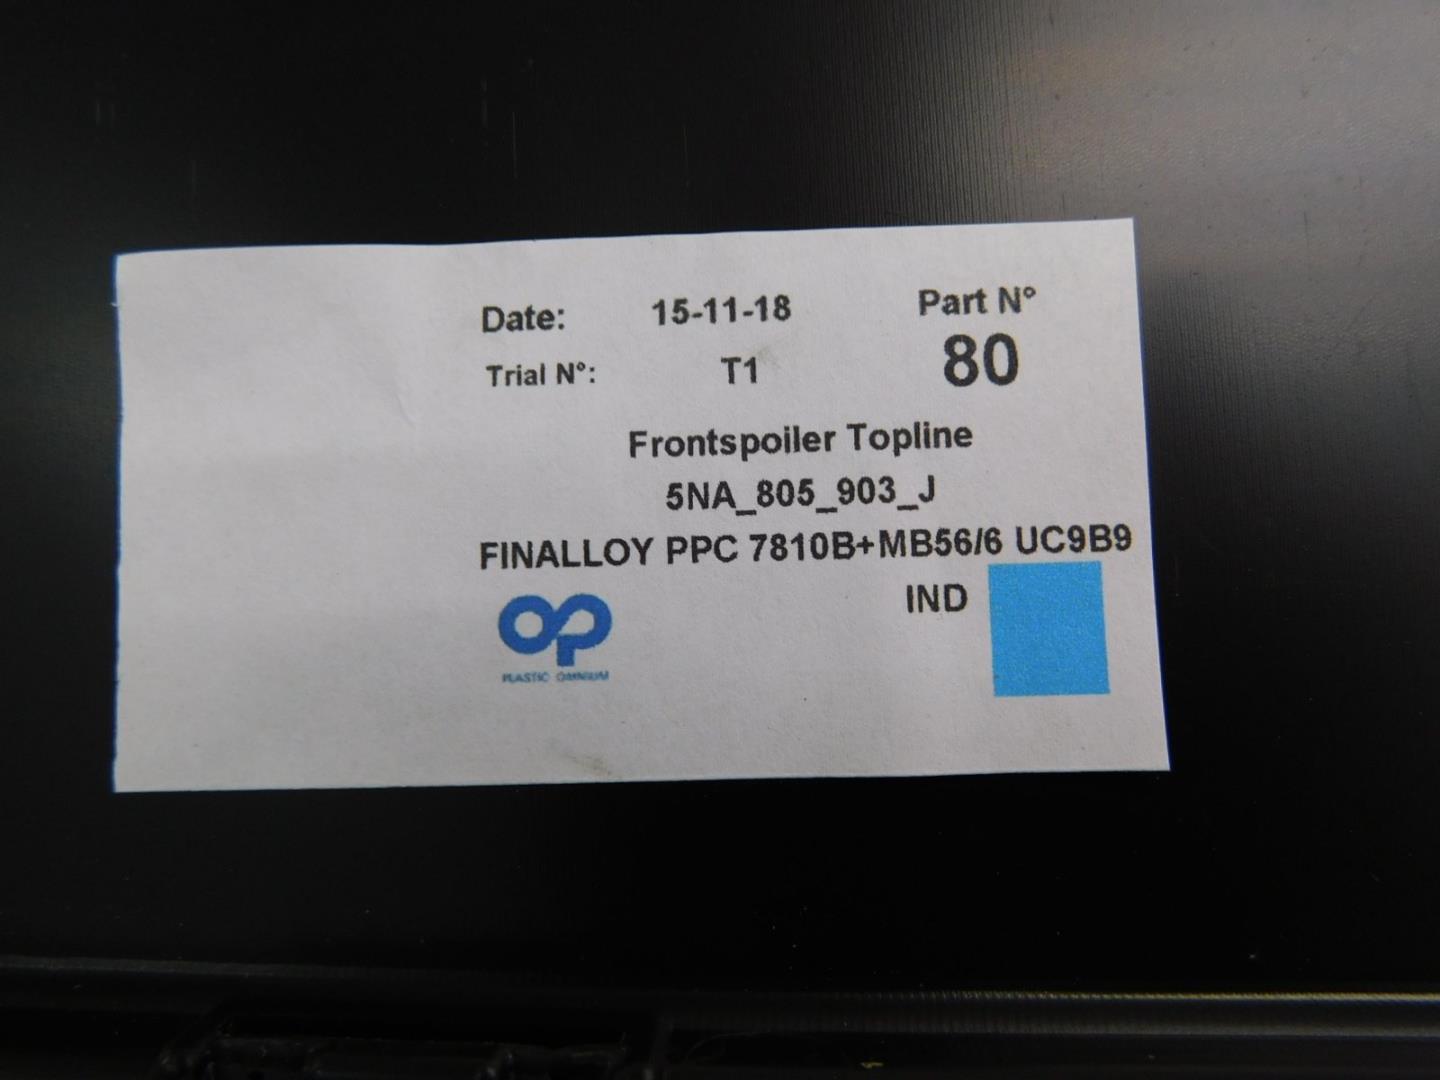 Date: 15-11-18 Part N°
Trial N°: T1 80
Frontspoiler Topline
5NA_805_903_J
FINALLOY PPC 7810B+MB56/6 UC9B9
IND
PLASTIC OMNIUM